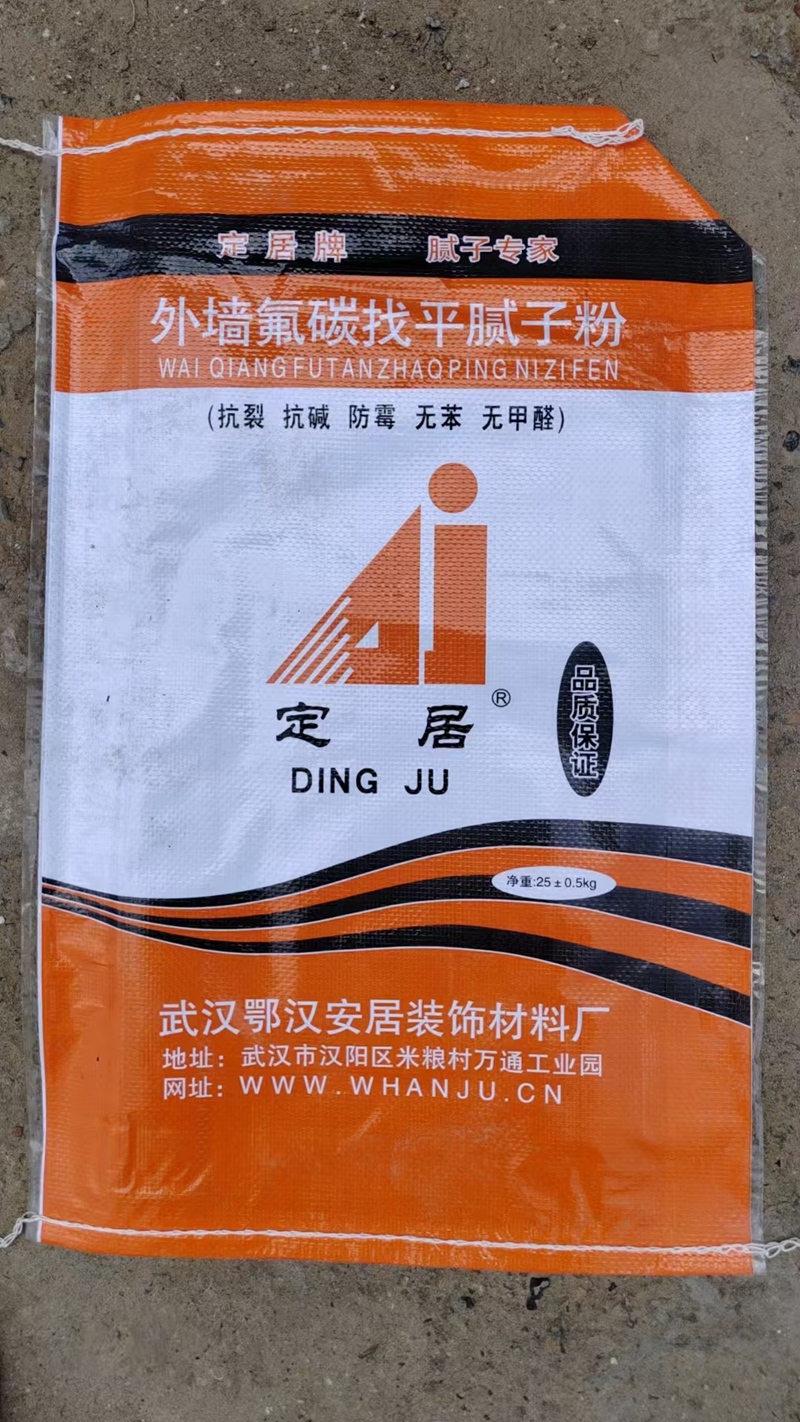 定居牌 腻子专家
外墙氟碳找平腻子粉
WAI QIANGFUTANZHAOPINGNIZIFEN
(抗裂 抗碱 防霉 无苯 无甲醛)
定居®
DING JU
品质保证
净重:25±0.5kg
武汉鄂汉安居装饰材料厂
地址：武汉市汉阳区米粮村万通工业园
网址：WWW.WHANJU.CN